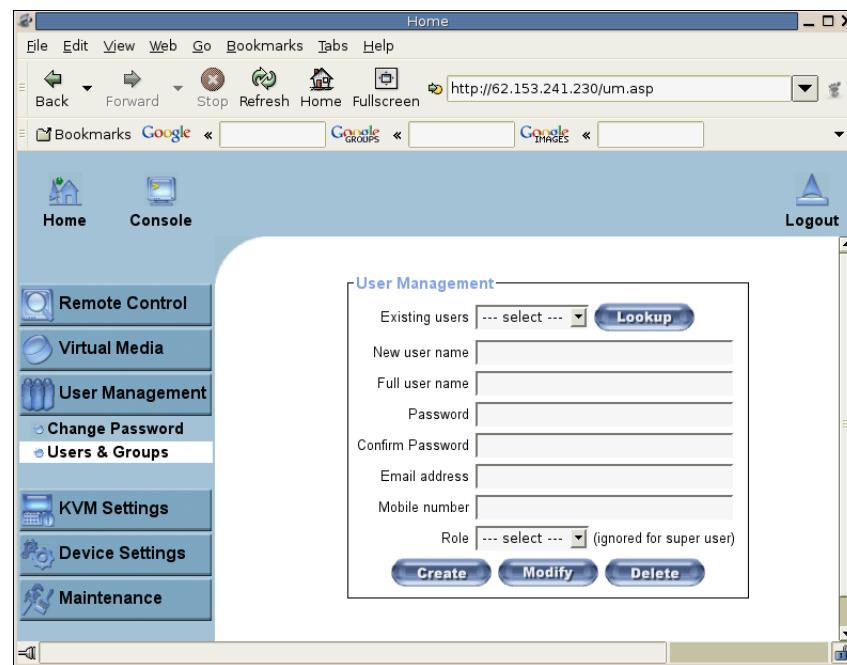 Home
File Edit View Web Go Bookmarks Tabs Help
Back Forward Stop Refresh Home Fullscreen http://62.153.241.230/um.asp
Bookmarks Google « Google GROUPS « Google IMAGES «
Home Console Logout
Remote Control
Virtual Media
User Management
Change Password
Users & Groups
KVM Settings
Device Settings
Maintenance
User Management
Existing users --- select --- Lookup
New user name
Full user name
Password
Confirm Password
Email address
Mobile number
Role --- select --- (ignored for super user)
Create Modify Delete